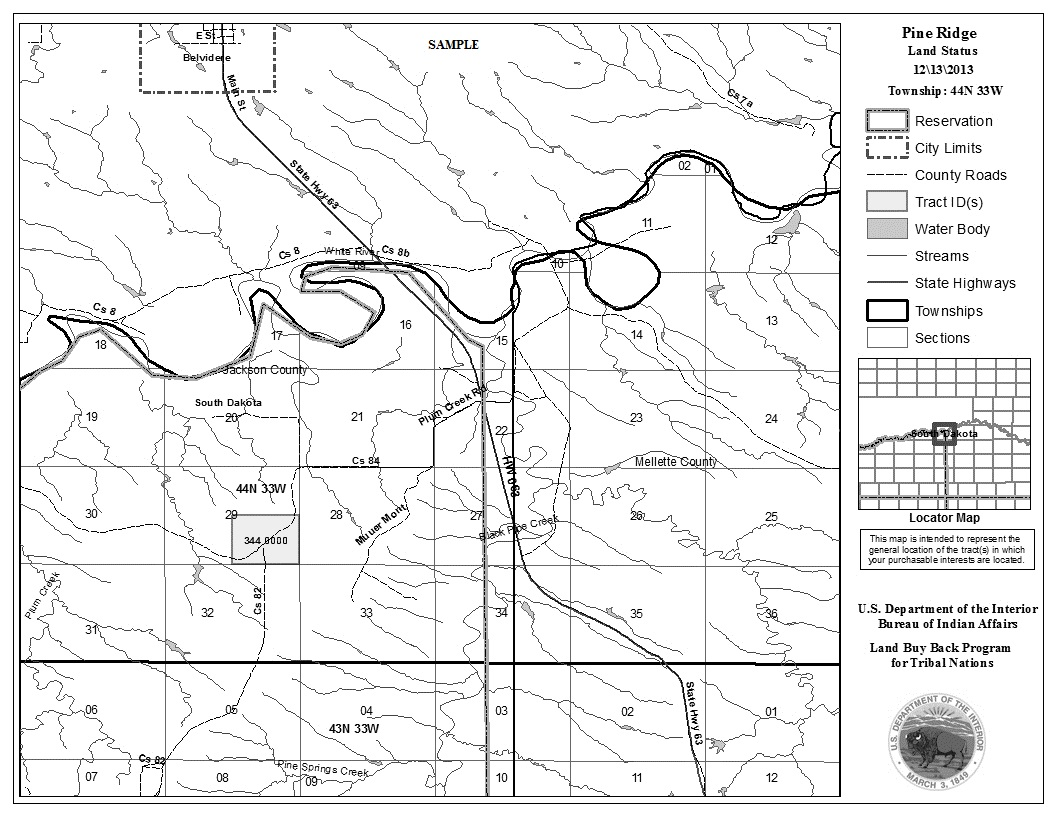 SAMPLE
E St
Belvidere
Main St
Cs 7a
State Hwy 63
02
01
11
12
Cs 8
White River
Cs 8b
09
10
Cs 8
18
17
16
15
14
13
Jackson County
South Dakota
Plum Creek Rd
19
20
21
22
23
24
Cs 84
Mellette County
HW 063
44N 33W
30
29
28
27
26
25
Black Pipe Creek
344 0000
Plum Creek
Cs 82
31
32
33
34
35
36
06
05
04
03
02
01
43N 33W
State Hwy 63
Cs 82
Pine Springs Creek
07
08
09
10
11
12
Pine Ridge
Land Status
12\13\2013
Township: 44N 33W
Reservation
City Limits
County Roads
Tract ID(s)
Water Body
Streams
State Highways
Townships
Sections
South Dakota
Locator Map
This map is intended to represent the
general location of the tract(s) in which
your purchasable interests are located.
U.S. Department of the Interior
Bureau of Indian Affairs
Land Buy Back Program
for Tribal Nations
U.S. DEPARTMENT OF THE INTERIOR
MARCH 3, 1849